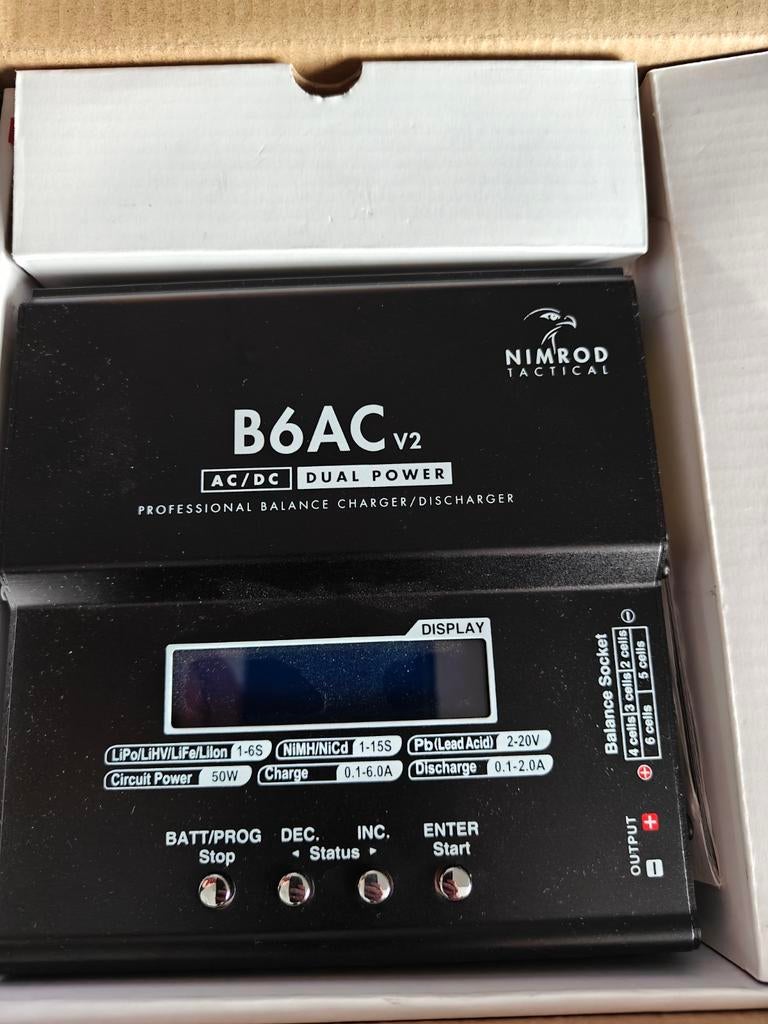 NIMROD
TACTICAL
B6AC V2
AC/DC DUAL POWER
PROFESSIONAL BALANCE CHARGER/DISCHARGER
DISPLAY
LiPo/LiHV/LiFe/LiIon 1-6S NiMH/NiCd 1-15S Pb(Lead Acid) 2-20V
Circuit Power 50W Charge 0.1-6.0A Discharge 0.1-2.0A
Balance Socket
4 cells 3 cells 2 cells
6 cells 5 cells
BATT/PROG DEC. INC. ENTER
Stop ◄ Status ► Start
OUTPUT + −